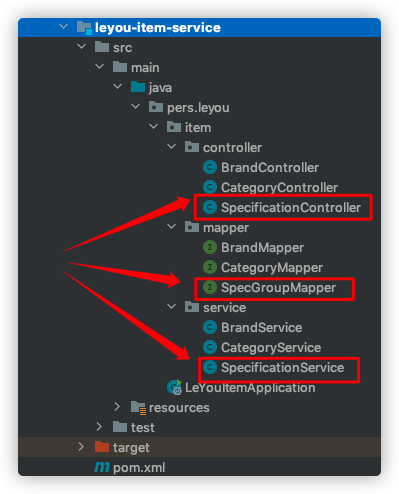 leyou-item-service
src
main
java
pers.leyou
item
controller
BrandController
CategoryController
SpecificationController
mapper
BrandMapper
CategoryMapper
SpecGroupMapper
service
BrandService
CategoryService
SpecificationService
LeYouItemApplication
resources
test
target
pom.xml